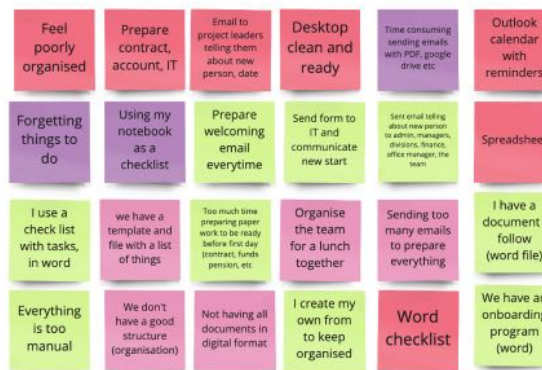 Feel
poorly
organised
Prepare
contract,
account, IT
Email to
project leaders
telling them
about new
person, date
Desktop
clean and
ready
Time consuming
sending emails
with PDF, google
drive etc
Outlook
calendar
with
reminders
Forgetting
things to
do
Using my
notebook
as a
checklist
Prepare
welcoming
email
everytime
Send form to
IT and
communicate
new start
Sent email telling
about new person
to admin, managers,
divisions, finance,
office manager, the
team
Spreadshee
I use a
check list
with tasks,
in word
we have a
template and
file with a list
of things
Too much time
preparing paper
work to be ready
before first day
(contract, funds
pension, etc
Organise
the team
for a lunch
together
Sending too
many emails
to prepare
everything
I have a
document
follow
(word file)
Everything
is too
manual
We don't
have a good
structure
(organisation)
Not having all
documents in
digital format
I create my
own from
to keep
organised
Word
checklist
We have an
onboarding
program
(word)